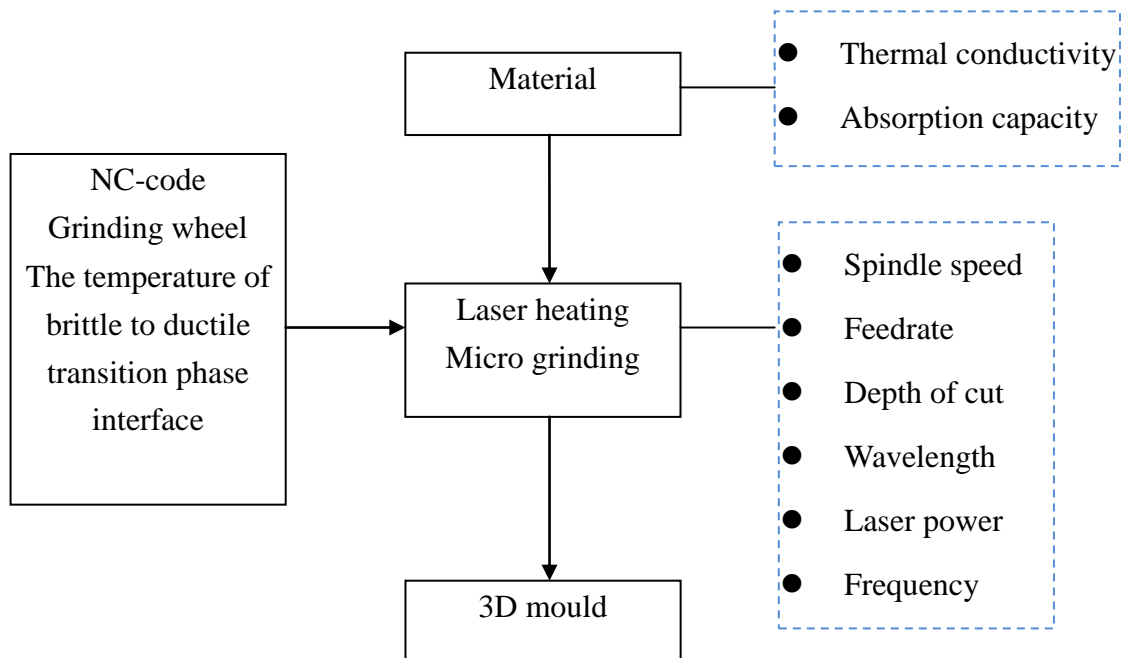 Material
● Thermal conductivity
● Absorption capacity
NC-code
Grinding wheel
The temperature of
brittle to ductile
transition phase
interface
Laser heating
Micro grinding
● Spindle speed
● Feedrate
● Depth of cut
● Wavelength
● Laser power
● Frequency
3D mould